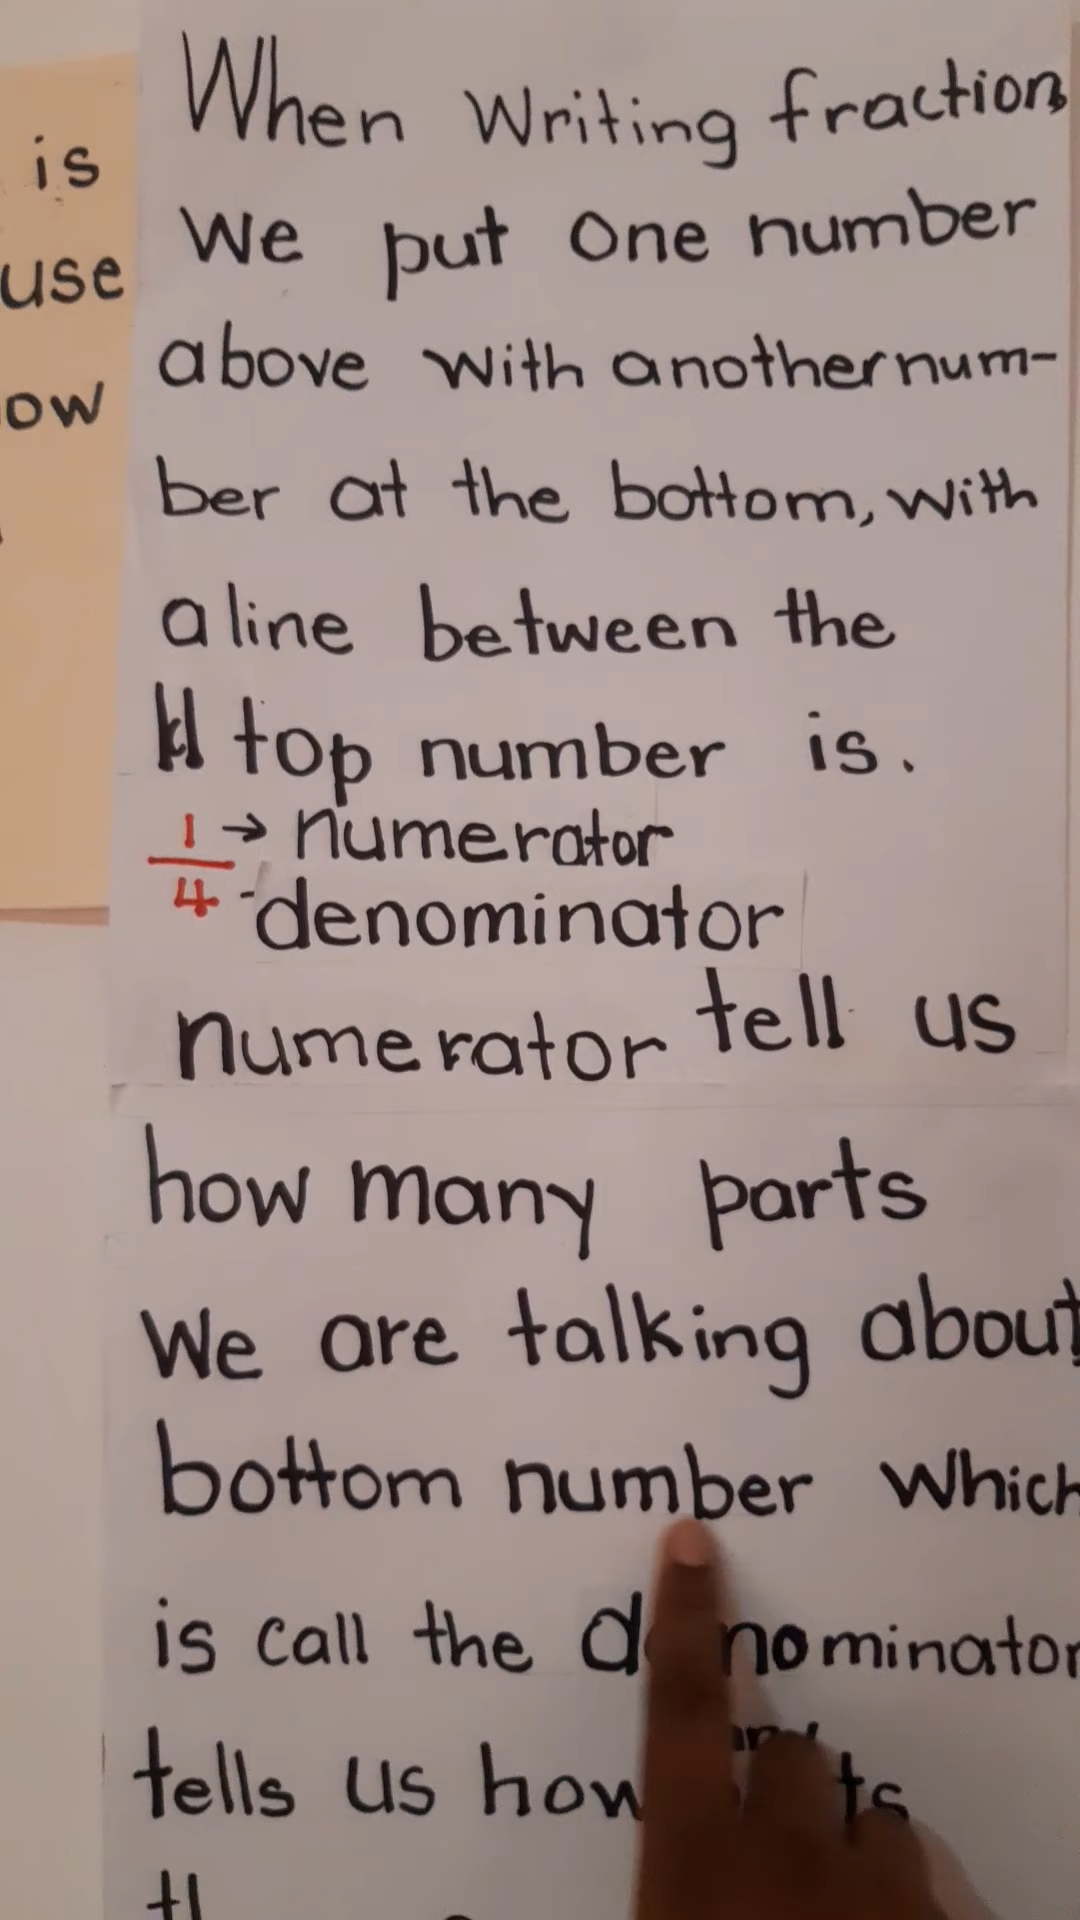 is
use
ow
When Writing fraction
We put one number
above with another num-
ber at the bottom, with
a line between the
top number is.
1 → numerator
4 - denominator
numerator tell us
how many parts
We are talking about
bottom number which
is call the denominator
tells us how